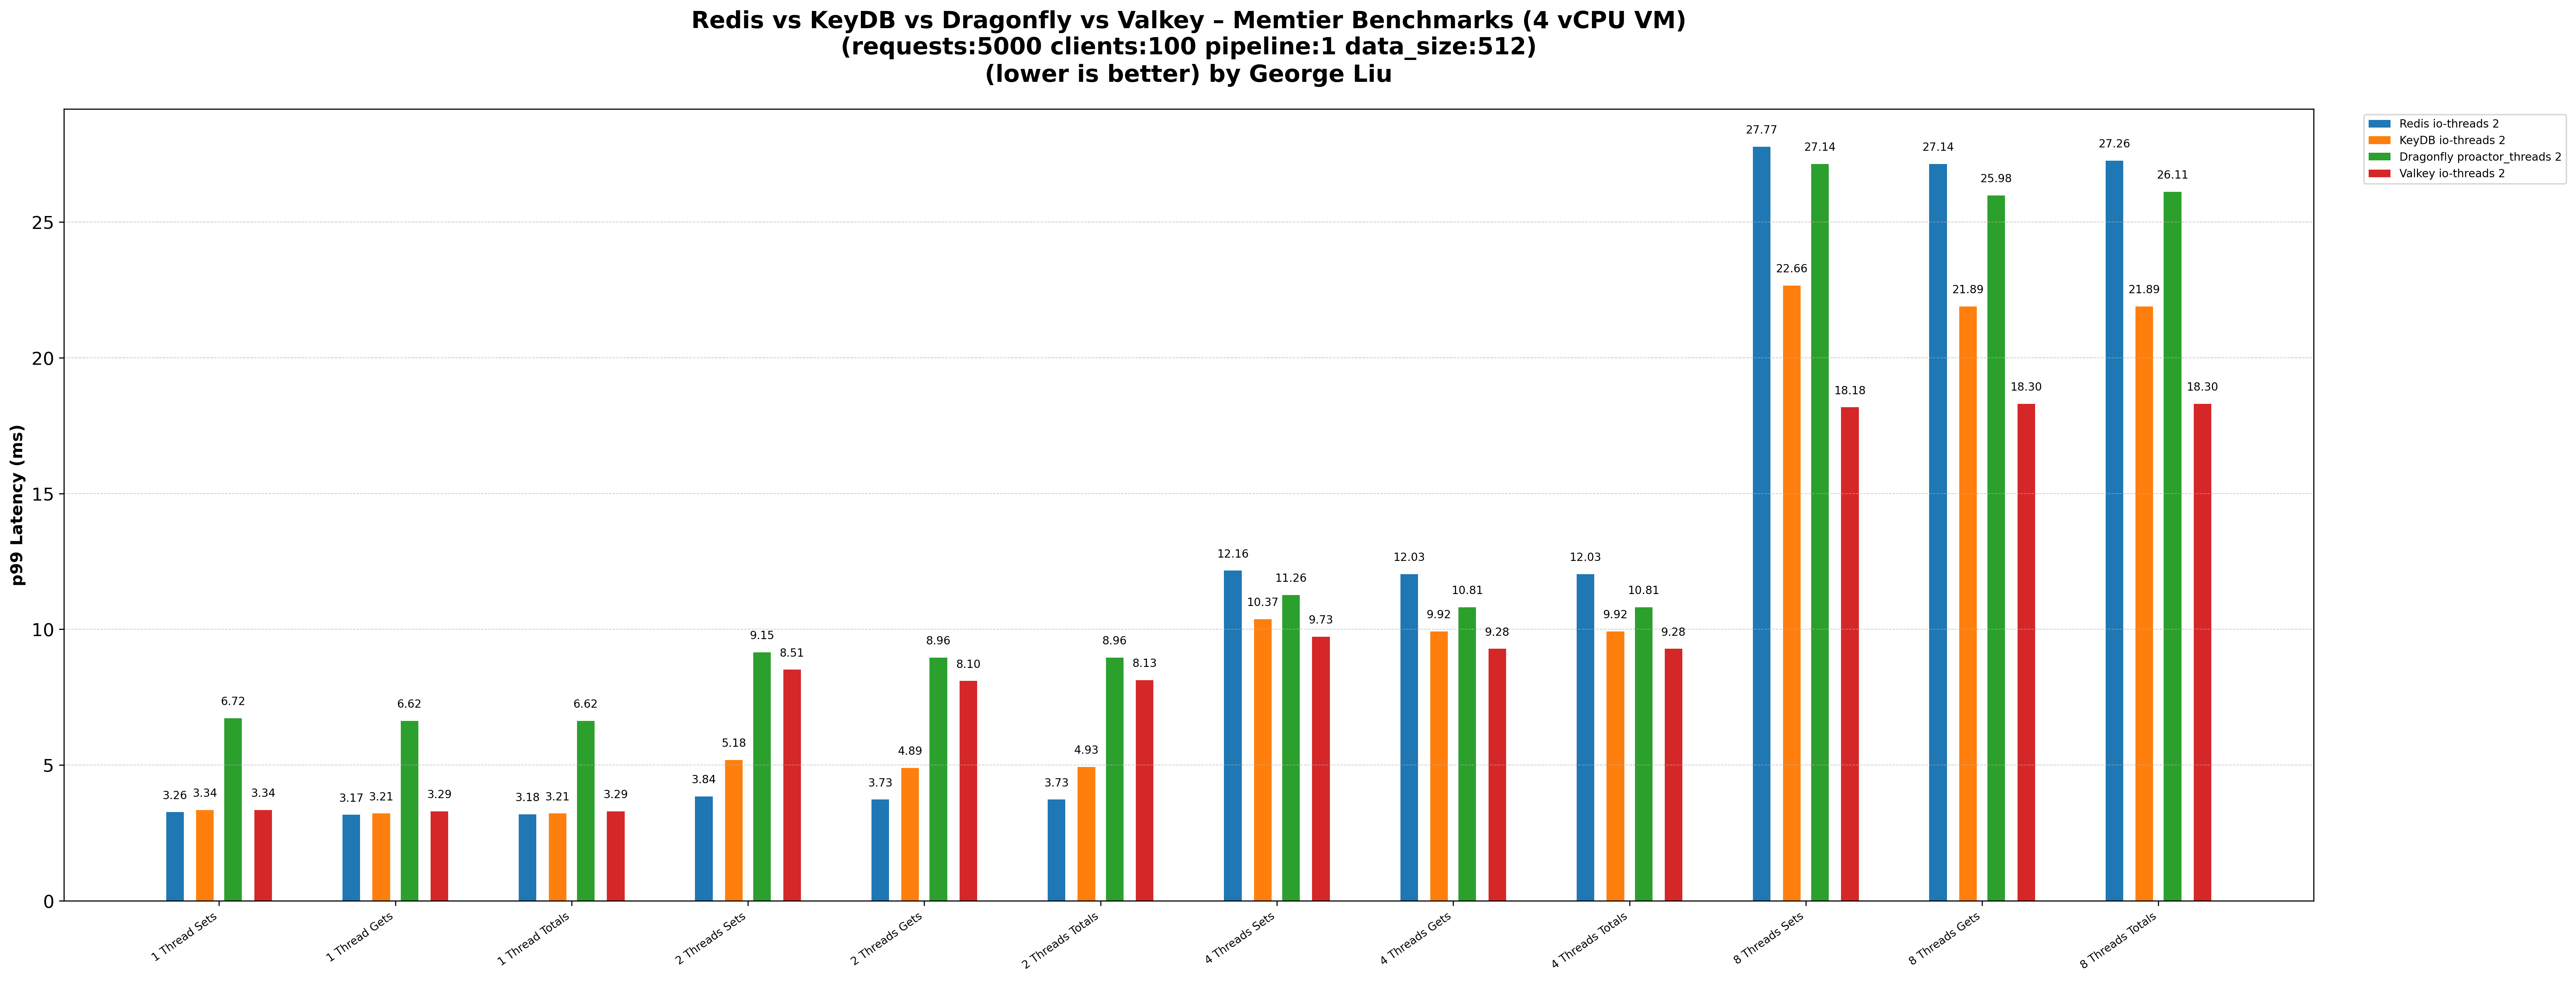 Redis vs KeyDB vs Dragonfly vs Valkey – Memtier Benchmarks (4 vCPU VM)
(requests:5000 clients:100 pipeline:1 data_size:512)
(lower is better) by George Liu
Redis io-threads 2
KeyDB io-threads 2
Dragonfly proactor_threads 2
Valkey io-threads 2
p99 Latency (ms)
25
20
15
10
5
0
3.26 3.34 6.72 3.34
3.17 3.21 6.62 3.29
3.18 3.21 6.62 3.29
3.84 5.18 9.15 8.51
3.73 4.89 8.96 8.10
3.73 4.93 8.96 8.13
12.16 10.37 11.26 9.73
12.03 9.92 10.81 9.28
12.03 9.92 10.81 9.28
27.77 22.66 27.14 18.18
27.14 21.89 25.98 18.30
27.26 21.89 26.11 18.30
1 Thread Sets
1 Thread Gets
1 Thread Totals
2 Threads Sets
2 Threads Gets
2 Threads Totals
4 Threads Sets
4 Threads Gets
4 Threads Totals
8 Threads Sets
8 Threads Gets
8 Threads Totals